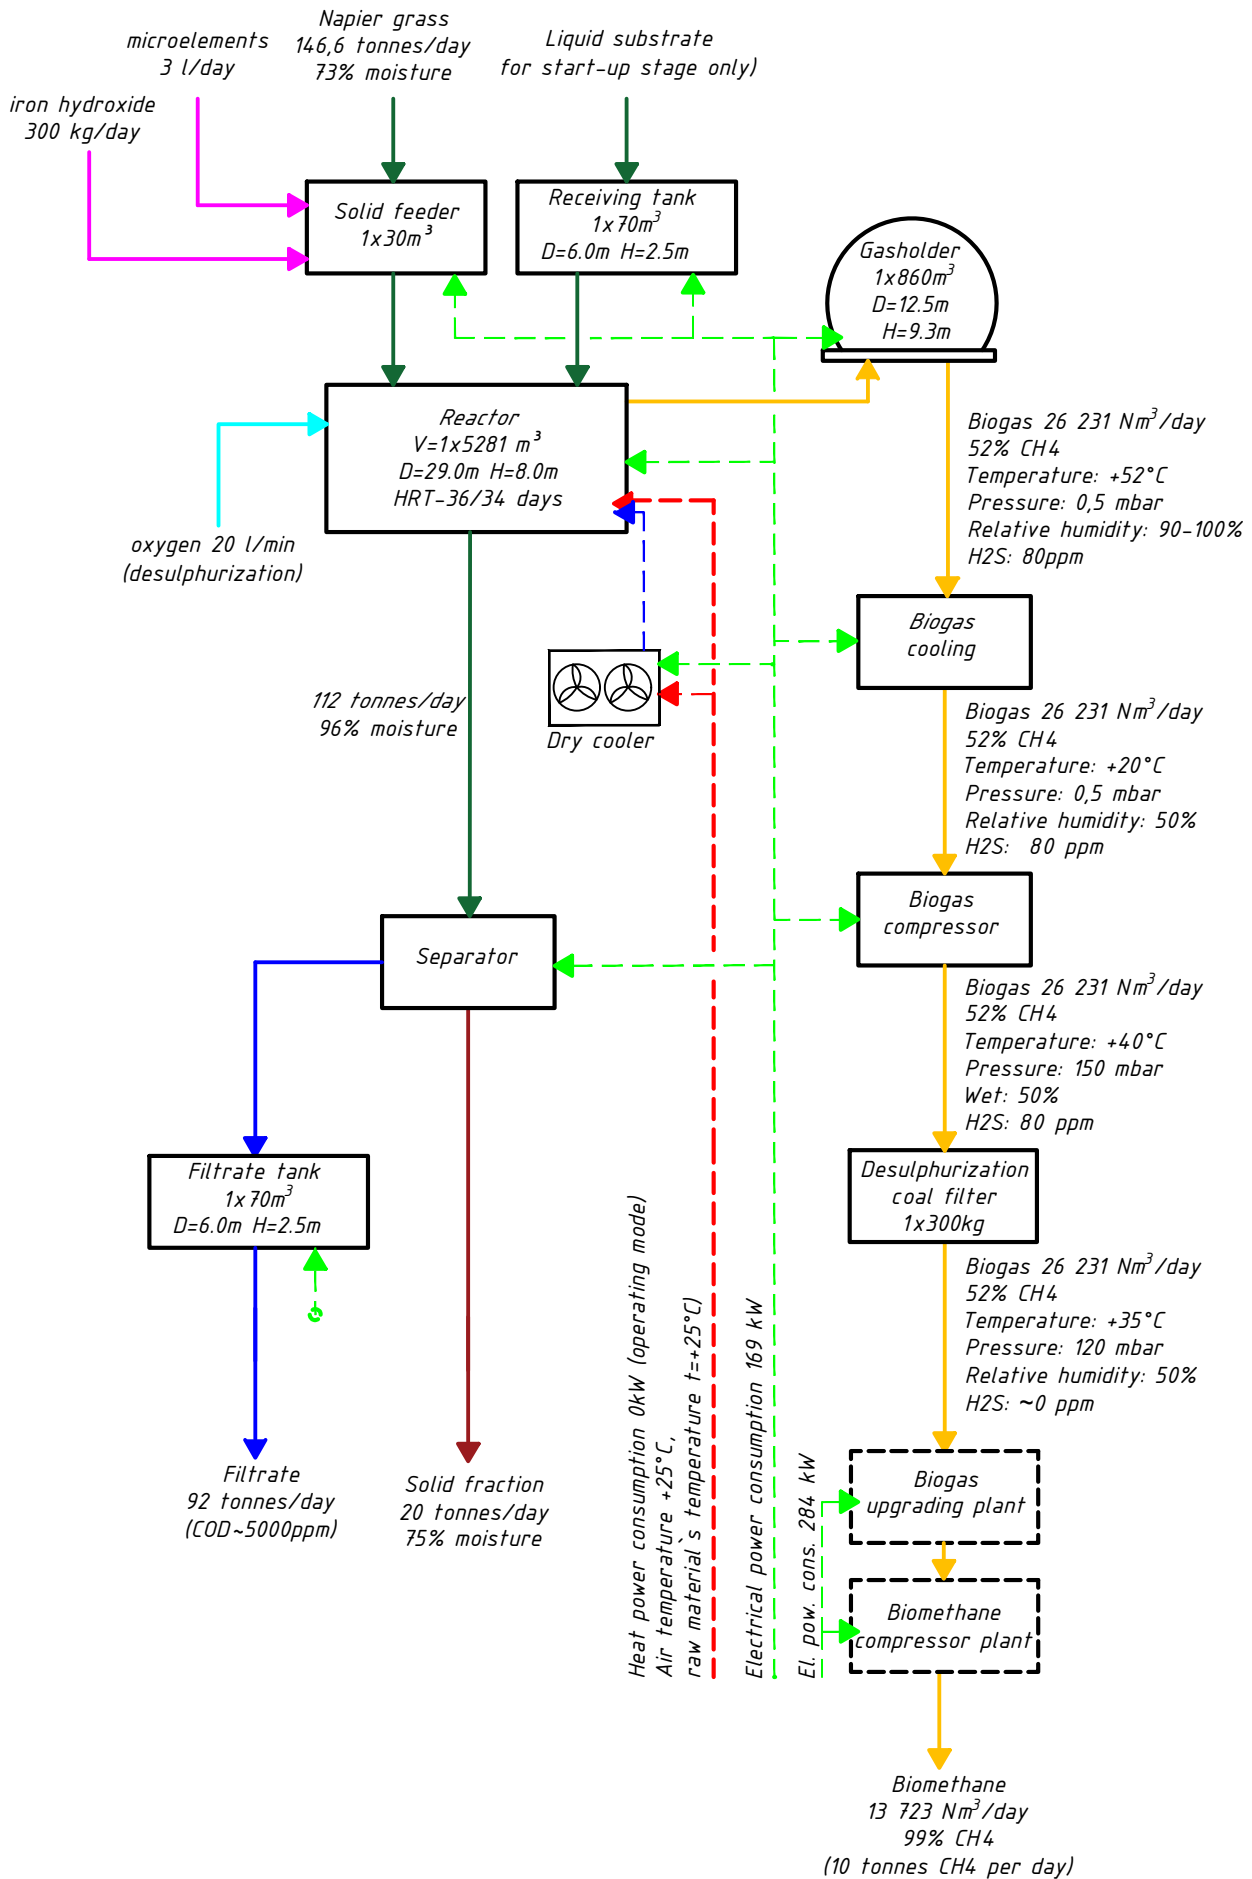 Napier grass
146,6 tonnes/day
73% moisture
microelements
3 l/day
iron hydroxide
300 kg/day
Liquid substrate
for start-up stage only)
Solid feeder
1x30m³
Receiving tank
1x70m³
D=6.0m H=2.5m
Gasholder
1x860m³
D=12.5m
H=9.3m
Reactor
V=1x5281 m³
D=29.0m H=8.0m
HRT-36/34 days
oxygen 20 l/min
(desulphurization)
Biogas 26 231 Nm³/day
52% CH4
Temperature: +52°C
Pressure: 0,5 mbar
Relative humidity: 90-100%
H2S: 80ppm
Biogas
cooling
112 tonnes/day
96% moisture
Dry cooler
Biogas 26 231 Nm³/day
52% CH4
Temperature: +20°C
Pressure: 0,5 mbar
Relative humidity: 50%
H2S: 80 ppm
Biogas
compressor
Separator
Biogas 26 231 Nm³/day
52% CH4
Temperature: +40°C
Pressure: 150 mbar
Wet: 50%
H2S: 80 ppm
Filtrate tank
1x70m³
D=6.0m H=2.5m
Desulphurization
coal filter
1x300kg
Biogas 26 231 Nm³/day
52% CH4
Temperature: +35°C
Pressure: 120 mbar
Relative humidity: 50%
H2S: ~0 ppm
Heat power consumption 0kW (operating mode)
Air temperature +25°C,
raw material`s temperature t=+25°C)
Electrical power consumption 169 kW
El. pow. cons. 284 kW
Filtrate
92 tonnes/day
(COD~5000ppm)
Solid fraction
20 tonnes/day
75% moisture
Biogas
upgrading plant
Biomethane
compressor plant
Biomethane
13 723 Nm³/day
99% CH4
(10 tonnes CH4 per day)